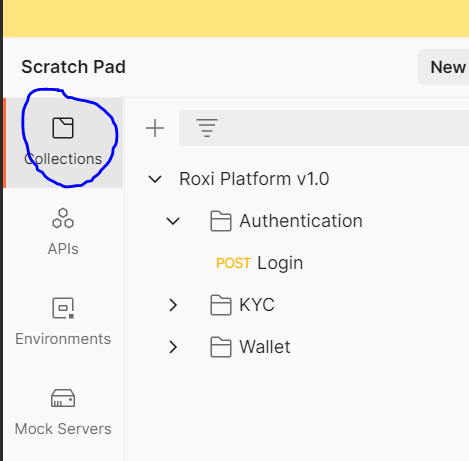 Scratch Pad
New
Collections
Roxi Platform v1.0
Authentication
POST Login
APIs
KYC
Environments
Wallet
Mock Servers